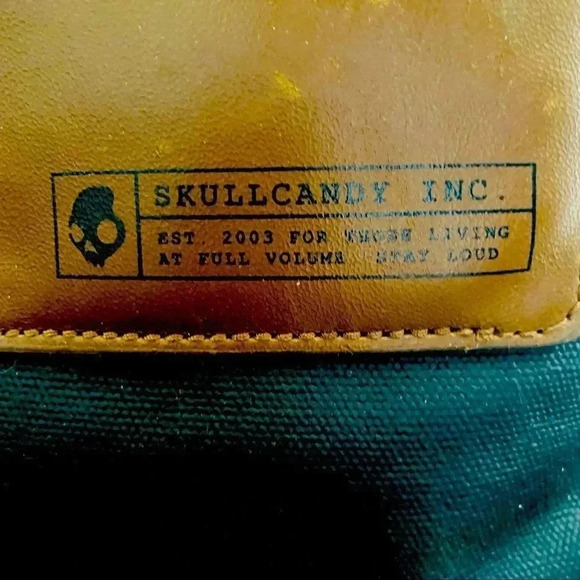 SKULLCANDY INC.
EST. 2003 FOR THOSE LIVING
AT FULL VOLUME STAY LOUD